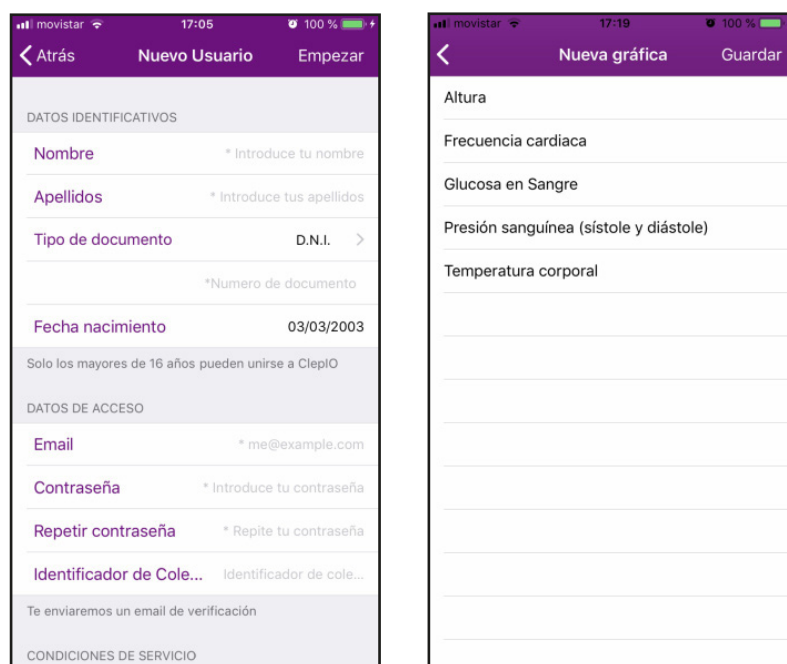 movistar 17:05 100 %
Atrás Nuevo Usuario Empezar
DATOS IDENTIFICATIVOS
Nombre * Introduce tu nombre
Apellidos * Introduce tus apellidos
Tipo de documento D.N.I.
*Numero de documento
Fecha nacimiento 03/03/2003
Solo los mayores de 16 años pueden unirse a ClepIO
DATOS DE ACCESO
Email * me@example.com
Contraseña * Introduce tu contraseña
Repetir contraseña * Repite tu contraseña
Identificador de Cole... Identificador de cole...
Te enviaremos un email de verificación
CONDICIONES DE SERVICIO
movistar 17:19 100 %
Nueva gráfica Guardar
Altura
Frecuencia cardiaca
Glucosa en Sangre
Presión sanguínea (sístole y diástole)
Temperatura corporal